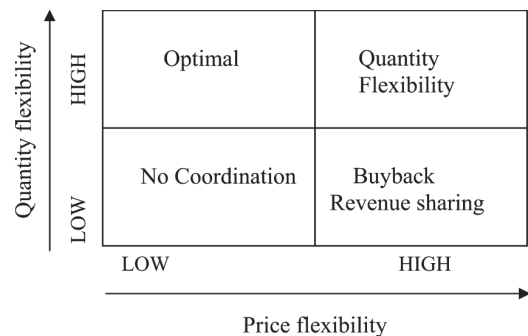 Quantity flexibility
HIGH
LOW
Optimal
Quantity
Flexibility
No Coordination
Buyback
Revenue sharing
LOW
HIGH
Price flexibility